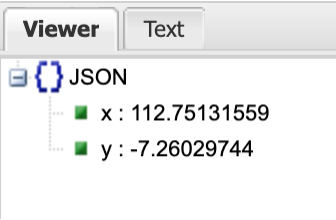 Viewer Text
JSON
x : 112.75131559
y : -7.26029744